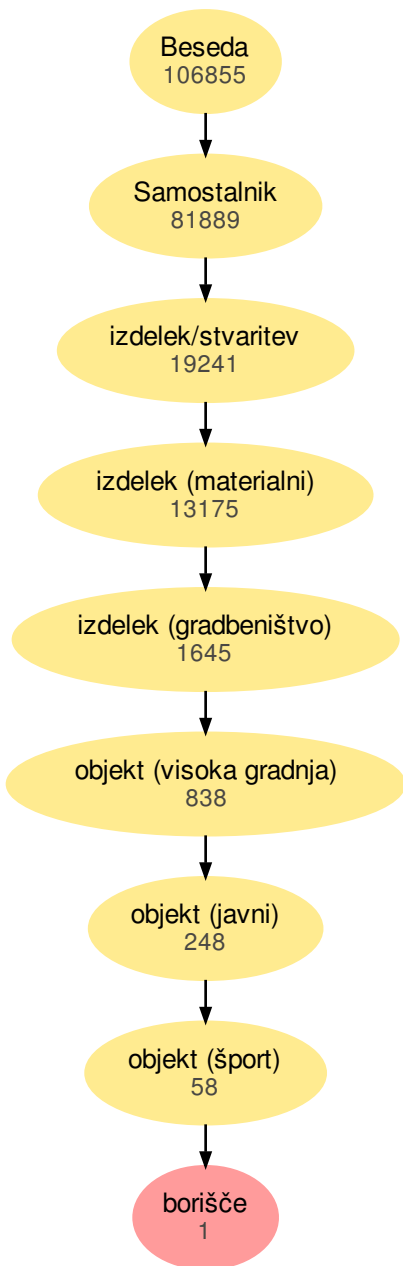 Beseda
106855
Samostalnik
81889
izdelek/stvaritev
19241
izdelek (materialni)
13175
izdelek (gradbeništvo)
1645
objekt (visoka gradnja)
838
objekt (javni)
248
objekt (šport)
58
borišče
1